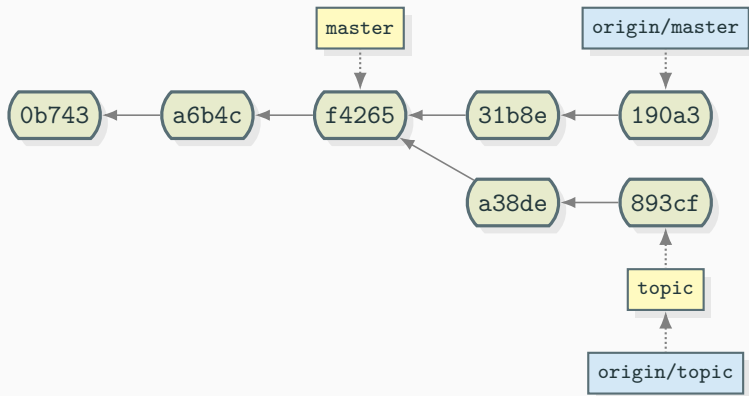 master origin/master
0b743 a6b4c f4265 31b8e 190a3
a38de 893cf
topic
origin/topic